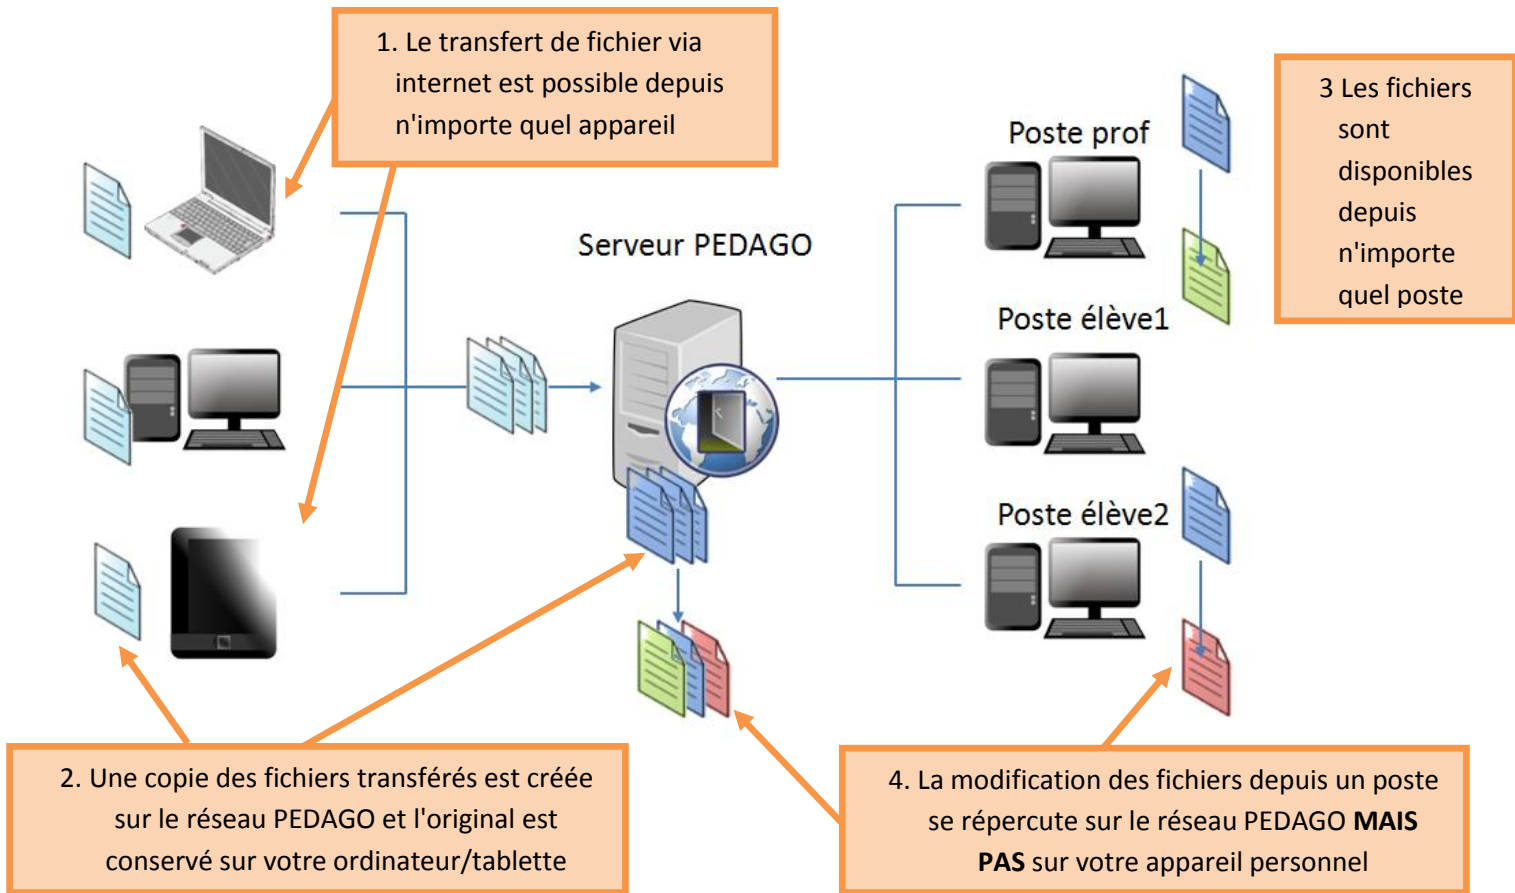 1. Le transfert de fichier via
internet est possible depuis
n'importe quel appareil
3 Les fichiers
sont
disponibles
depuis
n'importe
quel poste
Poste prof
Serveur PEDAGO
Poste élève1
Poste élève2
2. Une copie des fichiers transférés est créée
sur le réseau PEDAGO et l'original est
conservé sur votre ordinateur/tablette
4. La modification des fichiers depuis un poste
se répercute sur le réseau PEDAGO MAIS
PAS sur votre appareil personnel